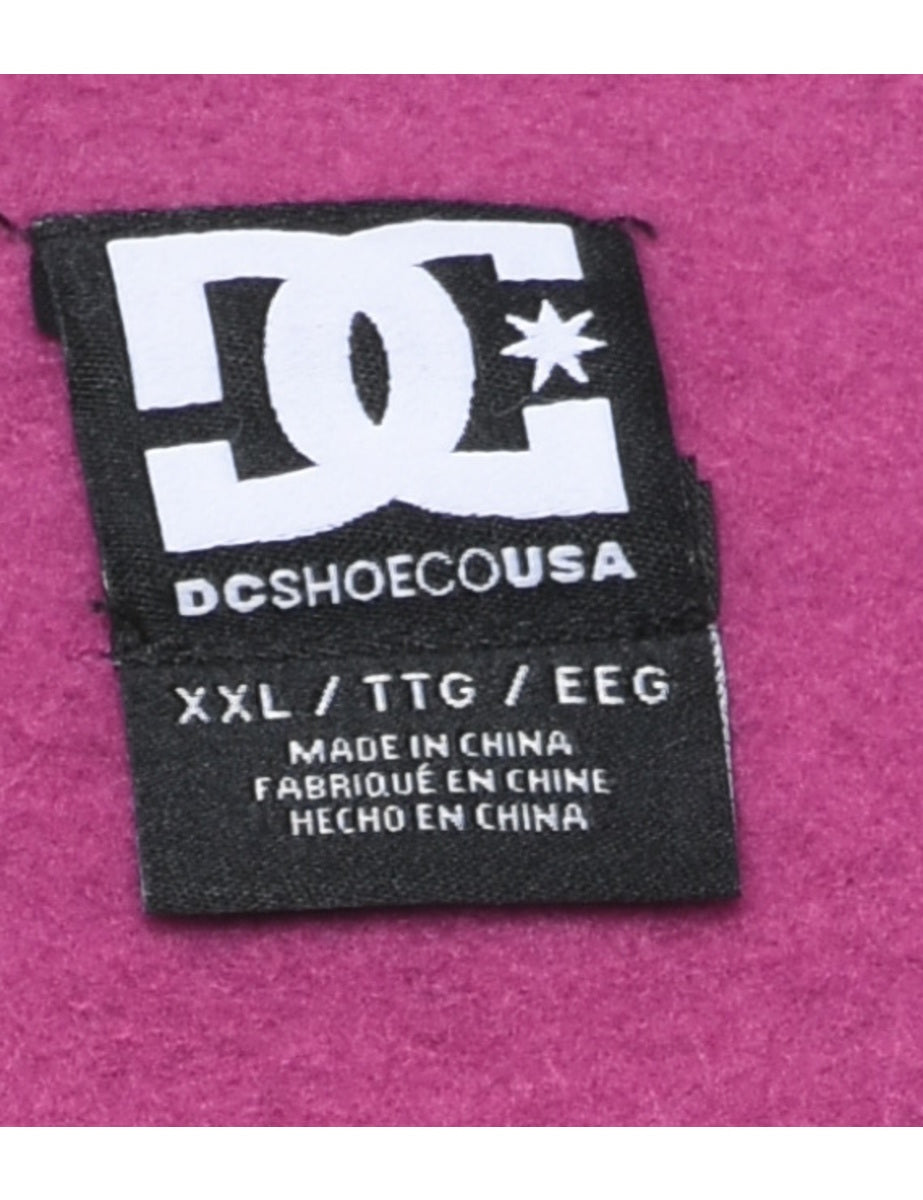 DC
DCSHOECOUSA
XXL / TTG / EEG
MADE IN CHINA
FABRIQUÉ EN CHINE
HECHO EN CHINA